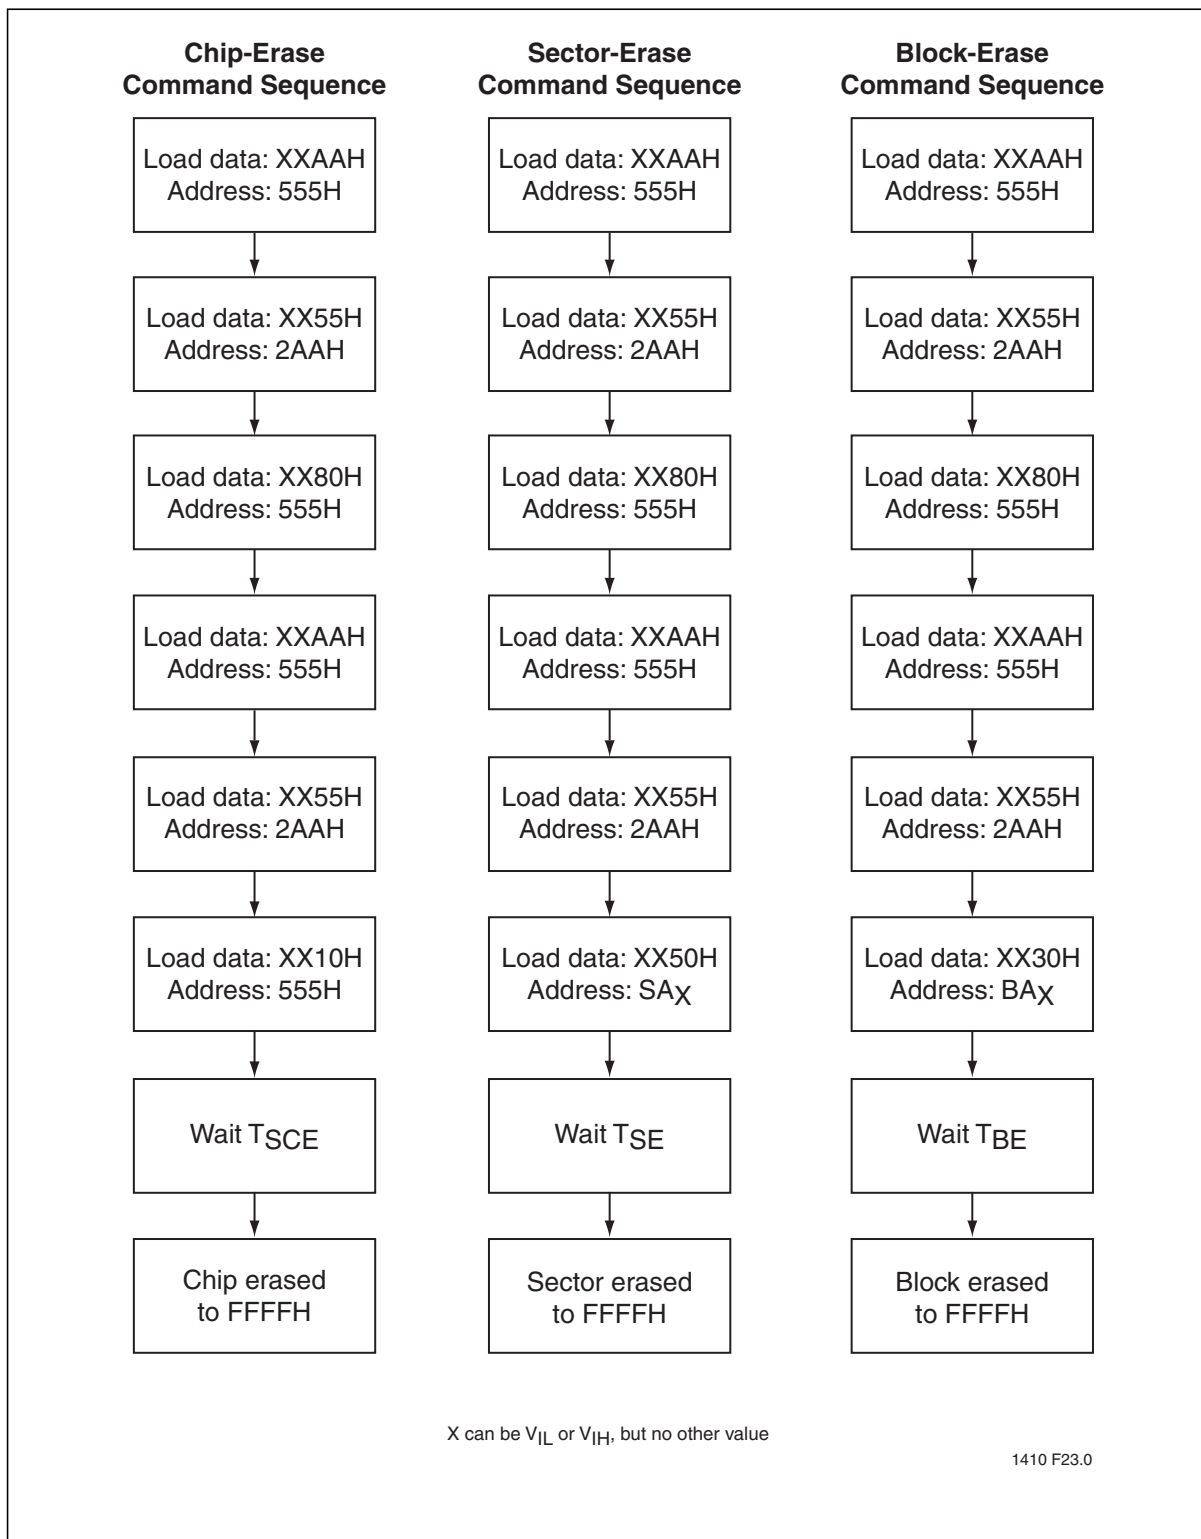 Chip-Erase
Command Sequence
Load data: XXAAH
Address: 555H
Load data: XX55H
Address: 2AAH
Load data: XX80H
Address: 555H
Load data: XXAAH
Address: 555H
Load data: XX55H
Address: 2AAH
Load data: XX10H
Address: 555H
Wait TSCE
Chip erased
to FFFFH
Sector-Erase
Command Sequence
Load data: XXAAH
Address: 555H
Load data: XX55H
Address: 2AAH
Load data: XX80H
Address: 555H
Load data: XXAAH
Address: 555H
Load data: XX55H
Address: 2AAH
Load data: XX50H
Address: SAX
Wait TSE
Sector erased
to FFFFH
Block-Erase
Command Sequence
Load data: XXAAH
Address: 555H
Load data: XX55H
Address: 2AAH
Load data: XX80H
Address: 555H
Load data: XXAAH
Address: 555H
Load data: XX55H
Address: 2AAH
Load data: XX30H
Address: BAX
Wait TBE
Block erased
to FFFFH
X can be VIL or VIH, but no other value
1410 F23.0